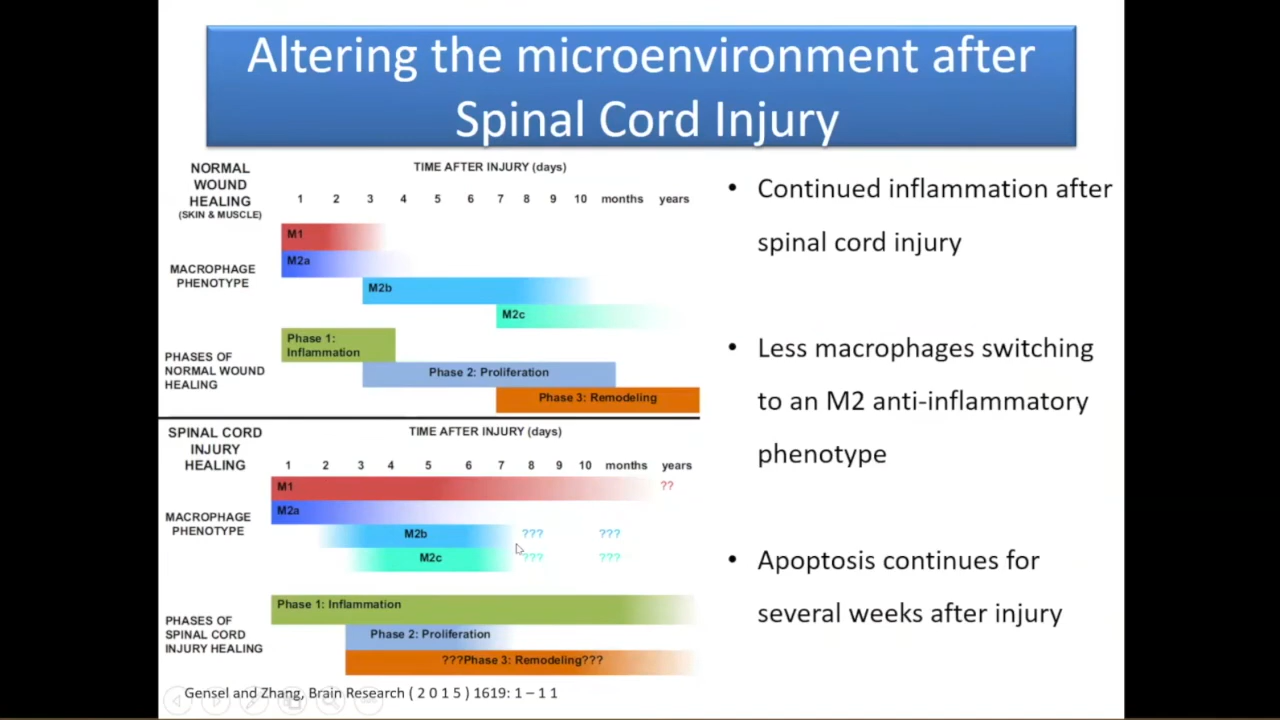 Altering the microenvironment after
Spinal Cord Injury
NORMAL
WOUND
HEALING
(SKIN & MUSCLE)
TIME AFTER INJURY (days)
1 2 3 4 5 6 7 8 9 10 months years
MACROPHAGE
PHENOTYPE
M1
M2a
M2b
M2c
PHASES OF
NORMAL WOUND
HEALING
Phase 1:
Inflammation
Phase 2: Proliferation
Phase 3: Remodeling
SPINAL CORD
INJURY
HEALING
TIME AFTER INJURY (days)
1 2 3 4 5 6 7 8 9 10 months years
MACROPHAGE
PHENOTYPE
M1 ??
M2a
M2b ??? ???
M2c ??? ???
PHASES OF
SPINAL CORD
INJURY HEALING
Phase 1: Inflammation
Phase 2: Proliferation
???Phase 3: Remodeling???
Gensel and Zhang, Brain Research ( 2 0 1 5 ) 1619: 1 – 1 1
• Continued inflammation after
spinal cord injury
• Less macrophages switching
to an M2 anti-inflammatory
phenotype
• Apoptosis continues for
several weeks after injury